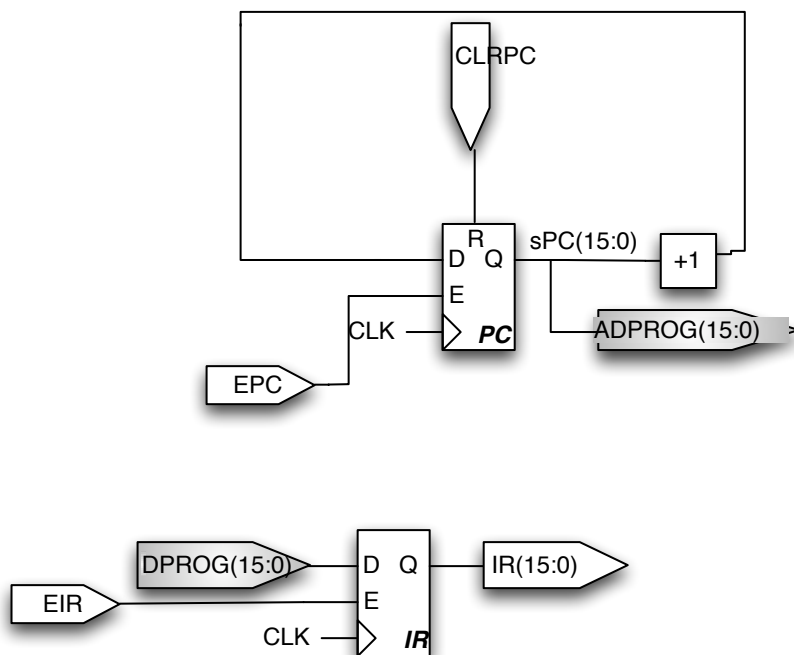 CLRPC
R
sPC(15:0)
D
Q
+1
E
CLK
PC
ADPROG(15:0)
EPC
DPROG(15:0)
D
Q
IR(15:0)
EIR
E
CLK
IR